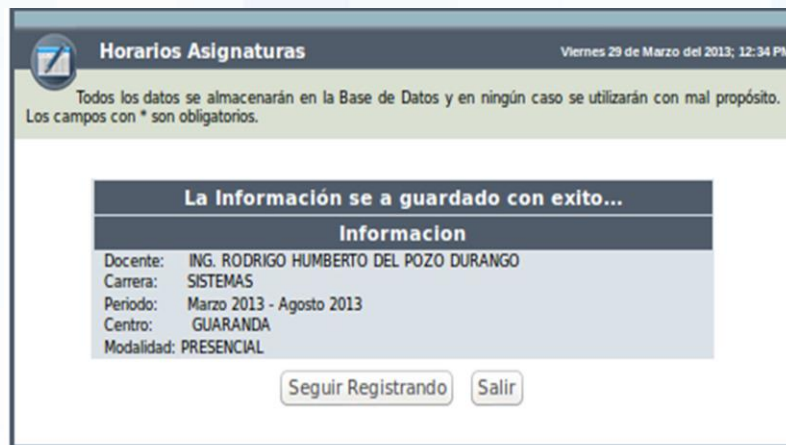 Horarios Asignaturas
Viernes 29 de Marzo del 2013; 12:34 PM
Todos los datos se almacenarán en la Base de Datos y en ningún caso se utilizarán con mal propósito.
Los campos con * son obligatorios.
La Información se a guardado con exito...
Informacion
Docente: ING. RODRIGO HUMBERTO DEL POZO DURANGO
Carrera: SISTEMAS
Periodo: Marzo 2013 - Agosto 2013
Centro: GUARANDA
Modalidad: PRESENCIAL
Seguir Registrando Salir